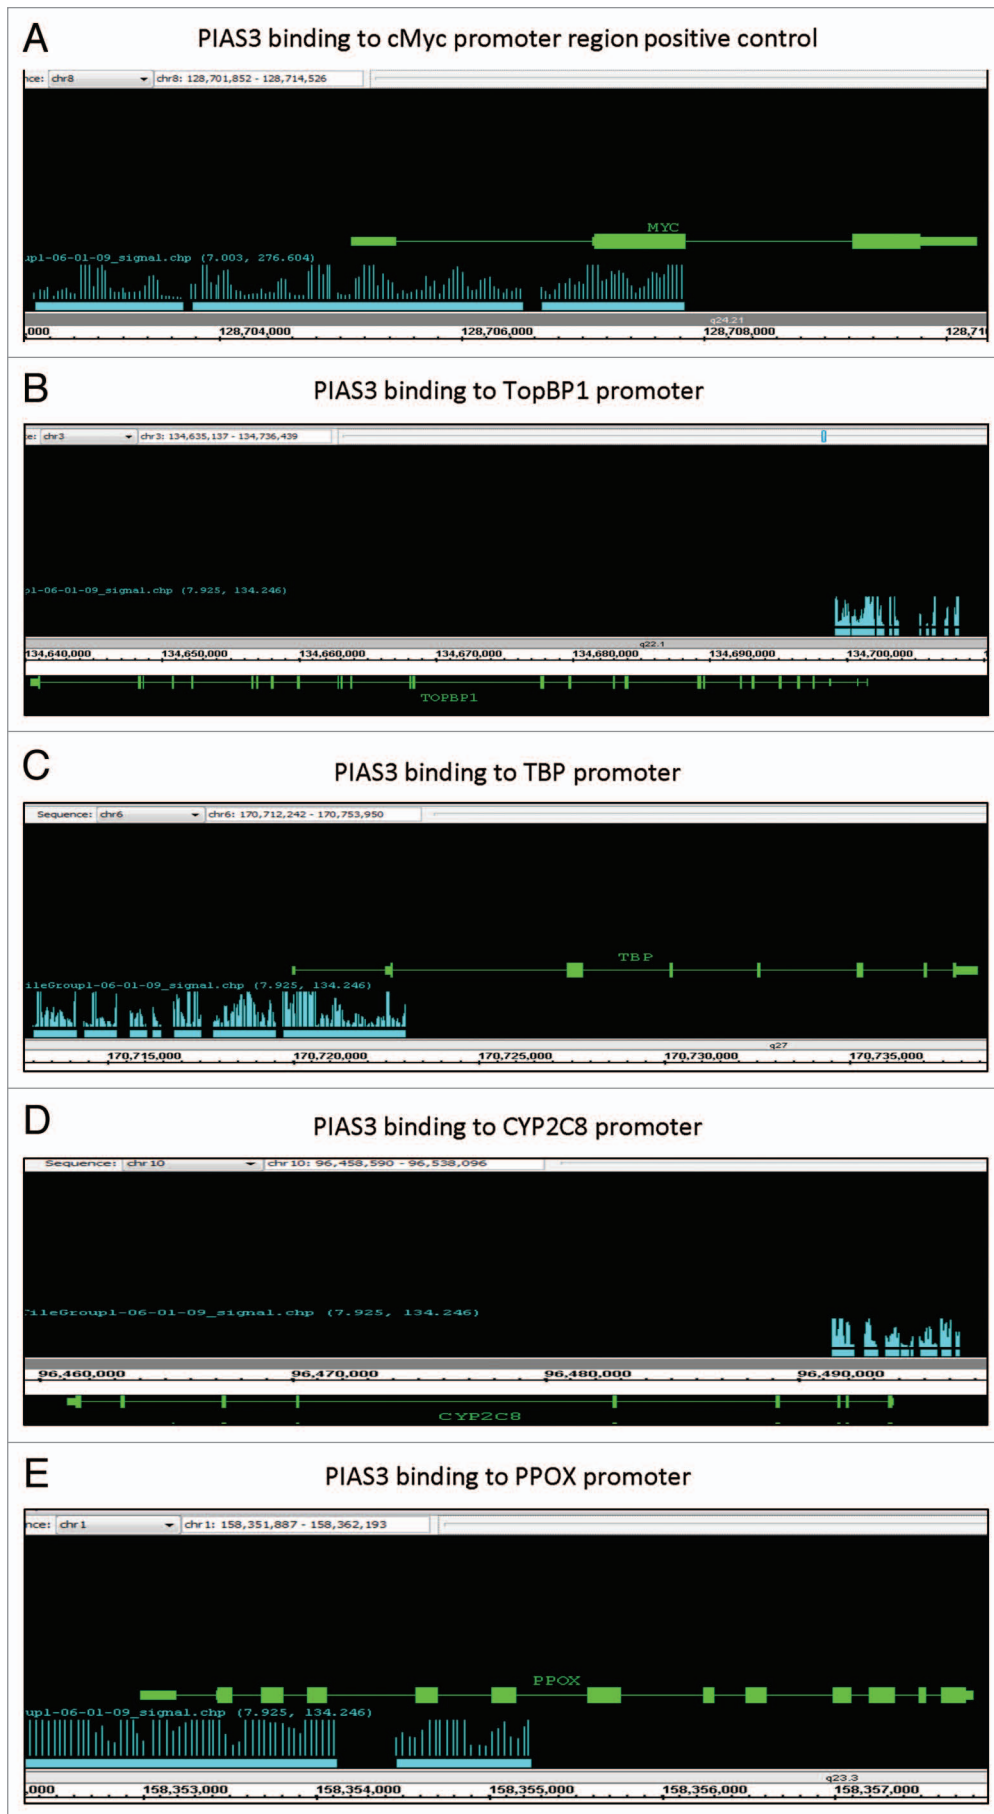 A
PIAS3 binding to cMyc promoter region positive control
nce: chr8 chr8: 128,701,852 - 128,714,526
MYC
up1-06-01-09_signal.chp (7.003, 276.604)
q24.21
,000 128,704,000 128,706,000 128,708,000 128,71
B
PIAS3 binding to TopBP1 promoter
e: chr3 chr3: 134,635,137 - 134,736,439
p1-06-01-09_signal.chp (7.925, 134.246)
q22.1
134,640,000 134,650,000 134,660,000 134,670,000 134,680,000 134,690,000 134,700,000
TOPBP1
C
PIAS3 binding to TBP promoter
Sequence: chr6 chr6: 170,712,242 - 170,753,950
TBP
ileGroup1-06-01-09_signal.chp (7.925, 134.246)
q27
170,715,000 170,720,000 170,725,000 170,730,000 170,735,000
D
PIAS3 binding to CYP2C8 promoter
Sequence: chr10 chr10: 96,458,590 - 96,538,096
ileGroup1-06-01-09_signal.chp (7.925, 134.246)
96,460,000 96,470,000 96,480,000 96,490,000
CYP2C8
E
PIAS3 binding to PPOX promoter
nce: chr1 chr1: 158,351,887 - 158,362,193
PPOX
up1-06-01-09_signal.chp (7.925, 134.246)
q23.3
,000 158,353,000 158,354,000 158,355,000 158,356,000 158,357,000